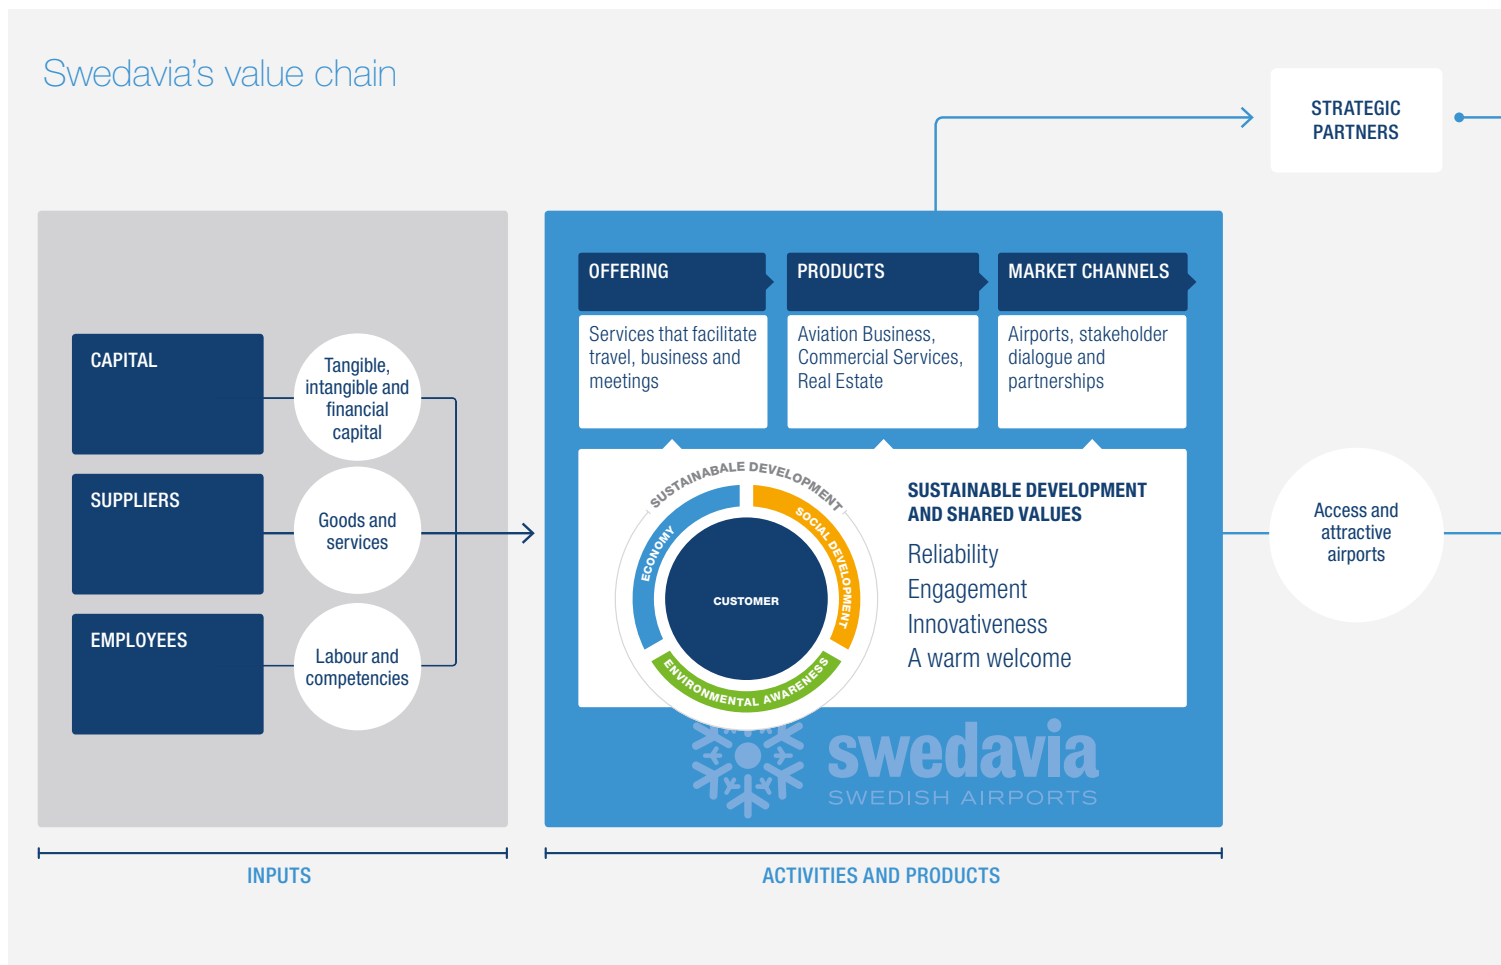 Swedavia's value chain
STRATEGIC
PARTNERS
CAPITAL
Tangible,
intangible and
financial
capital
SUPPLIERS
Goods and
services
EMPLOYEES
Labour and
competencies
INPUTS
OFFERING
Services that facilitate
travel, business and
meetings
PRODUCTS
Aviation Business,
Commercial Services,
Real Estate
MARKET CHANNELS
Airports, stakeholder
dialogue and
partnerships
SUSTAINABALE DEVELOPMENT
ECONOMY
SOCIAL DEVELOPMENT
ENVIRONMENTAL AWARENESS
CUSTOMER
SUSTAINABLE DEVELOPMENT
AND SHARED VALUES
Reliability
Engagement
Innovativeness
A warm welcome
swedavia
SWEDISH AIRPORTS
ACTIVITIES AND PRODUCTS
Access and
attractive
airports